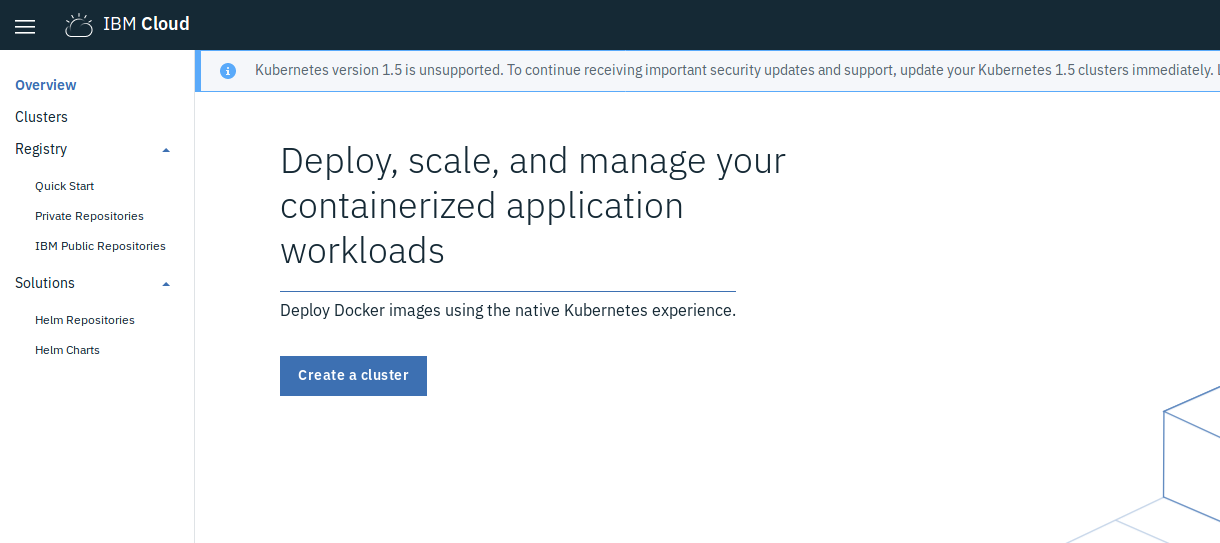 IBM Cloud
Kubernetes version 1.5 is unsupported. To continue receiving important security updates and support, update your Kubernetes 1.5 clusters immediately.
Overview
Clusters
Registry
Quick Start
Private Repositories
IBM Public Repositories
Solutions
Helm Repositories
Helm Charts
Deploy, scale, and manage your
containerized application
workloads
Deploy Docker images using the native Kubernetes experience.
Create a cluster